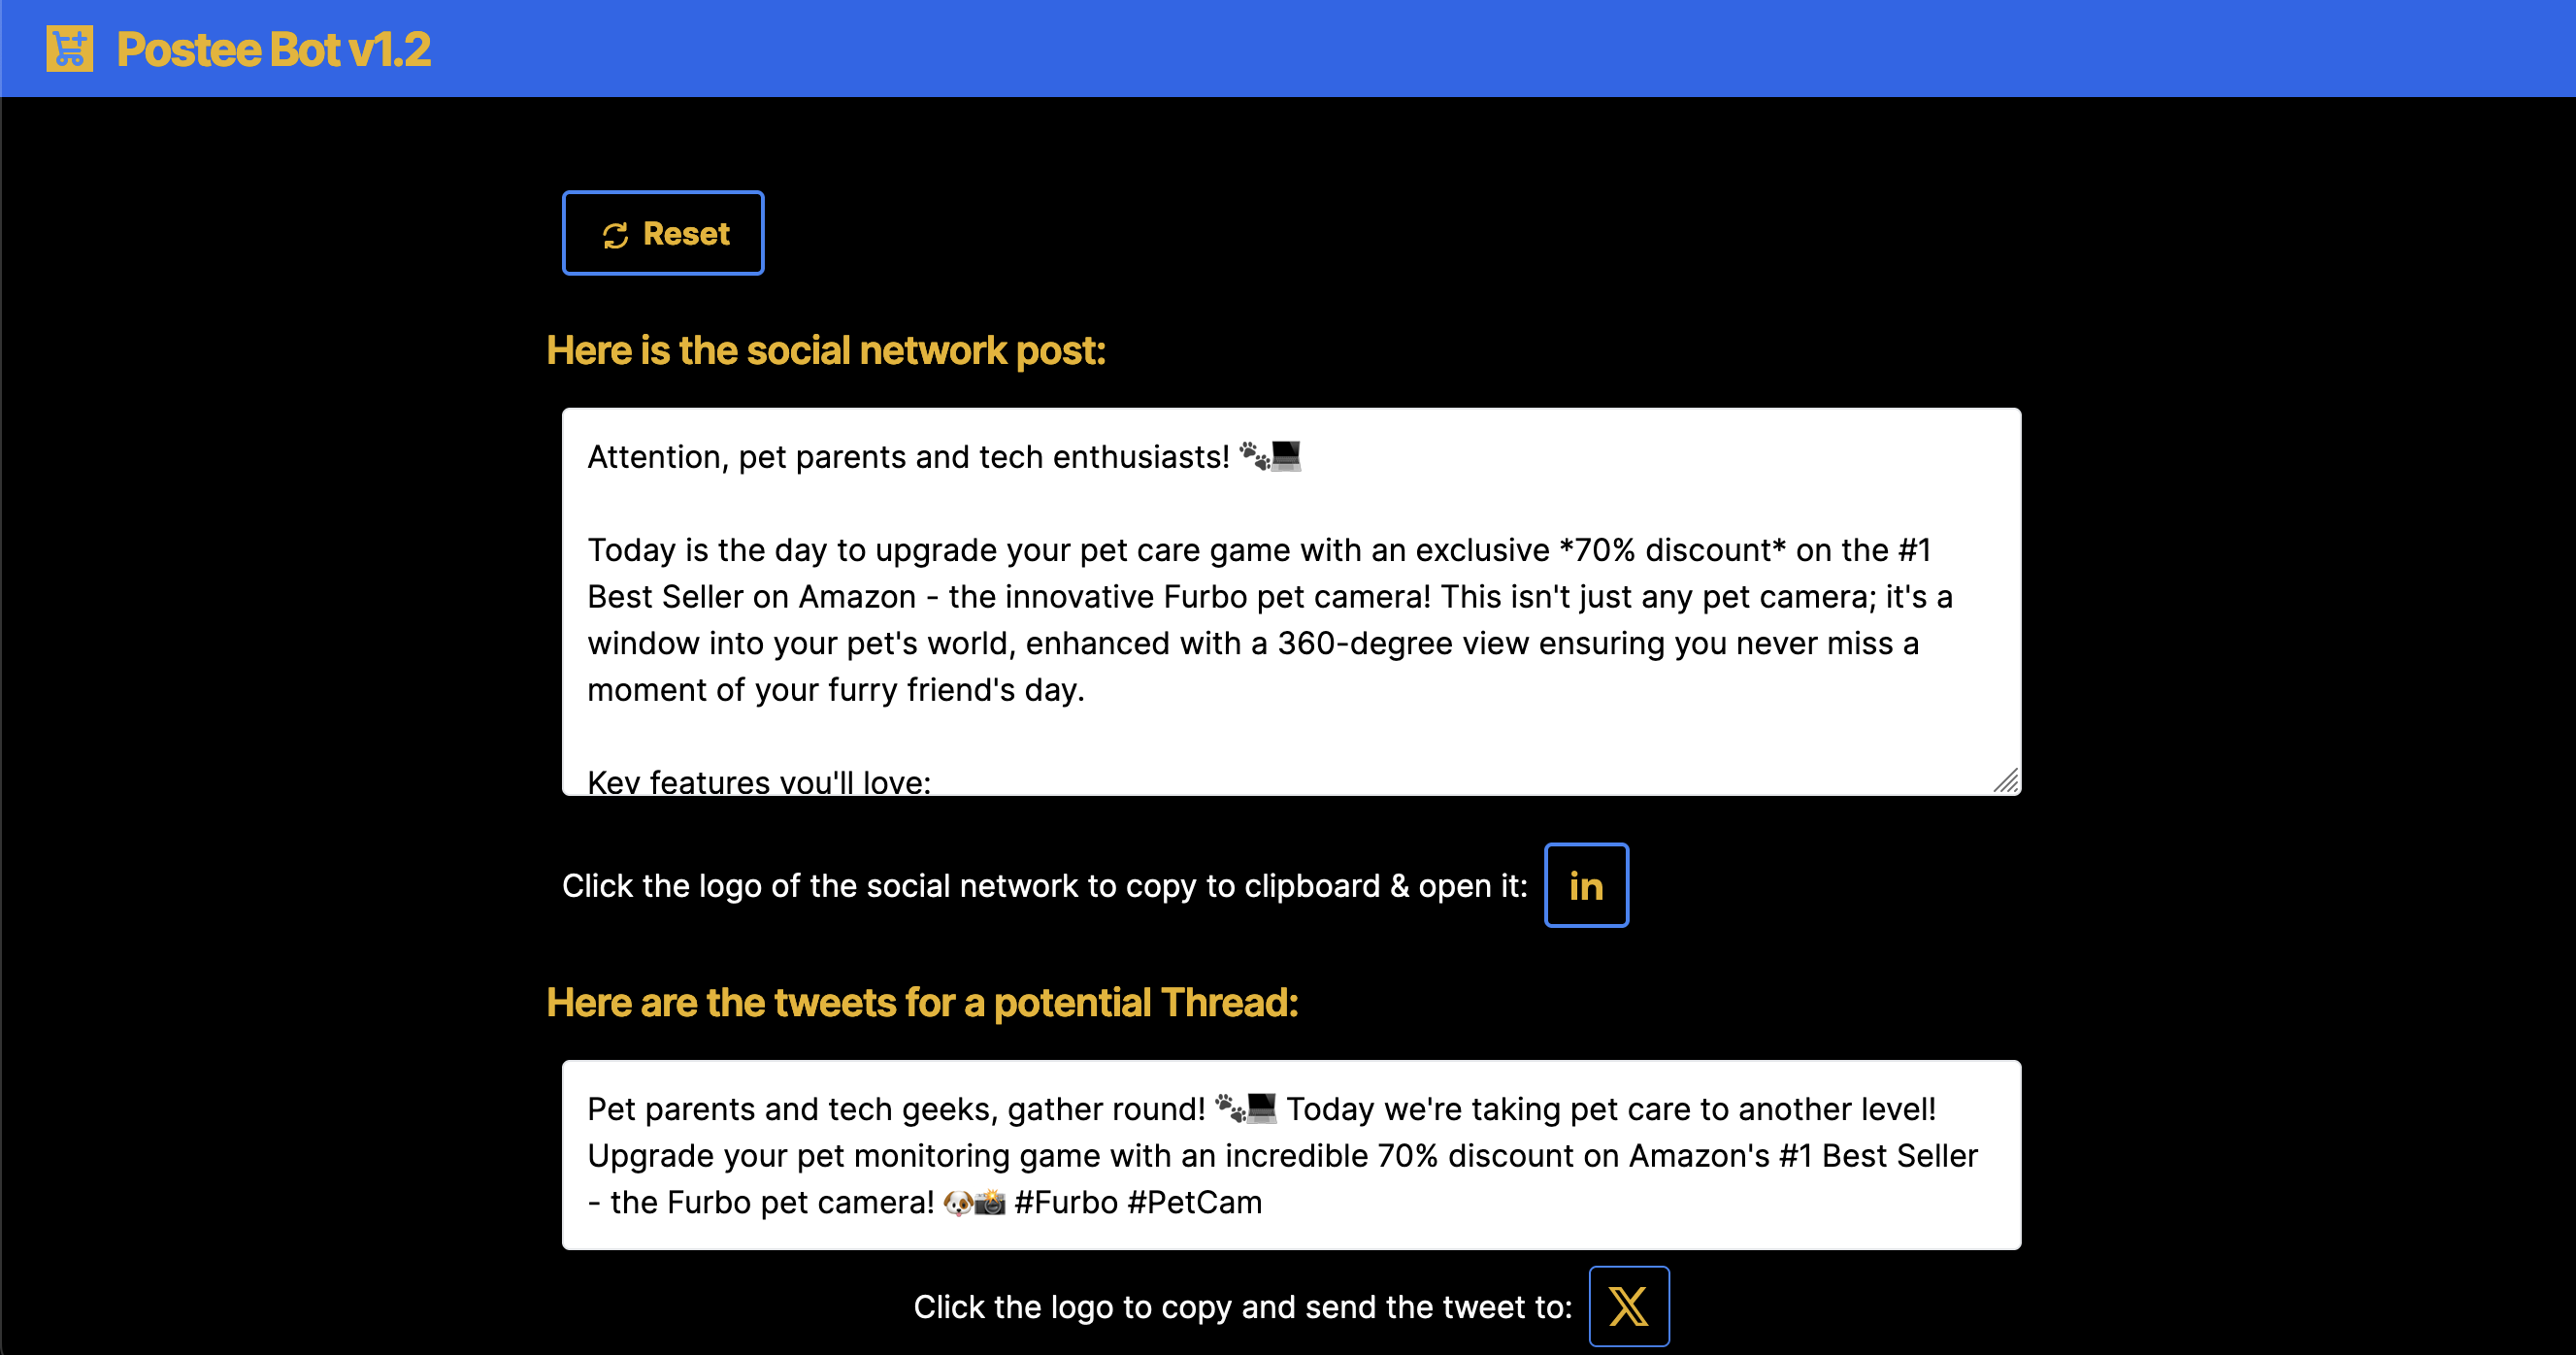 Postee Bot v1.2
Reset
Here is the social network post:
Attention, pet parents and tech enthusiasts! 🐾💻
Today is the day to upgrade your pet care game with an exclusive *70% discount* on the #1
Best Seller on Amazon - the innovative Furbo pet camera! This isn't just any pet camera; it's a
window into your pet's world, enhanced with a 360-degree view ensuring you never miss a
moment of your furry friend's day.
Key features you'll love:
Click the logo of the social network to copy to clipboard & open it:
in
Here are the tweets for a potential Thread:
Pet parents and tech geeks, gather round! 🐾💻 Today we're taking pet care to another level!
Upgrade your pet monitoring game with an incredible 70% discount on Amazon's #1 Best Seller
- the Furbo pet camera! 🐶📸 #Furbo #PetCam
Click the logo to copy and send the tweet to:
X